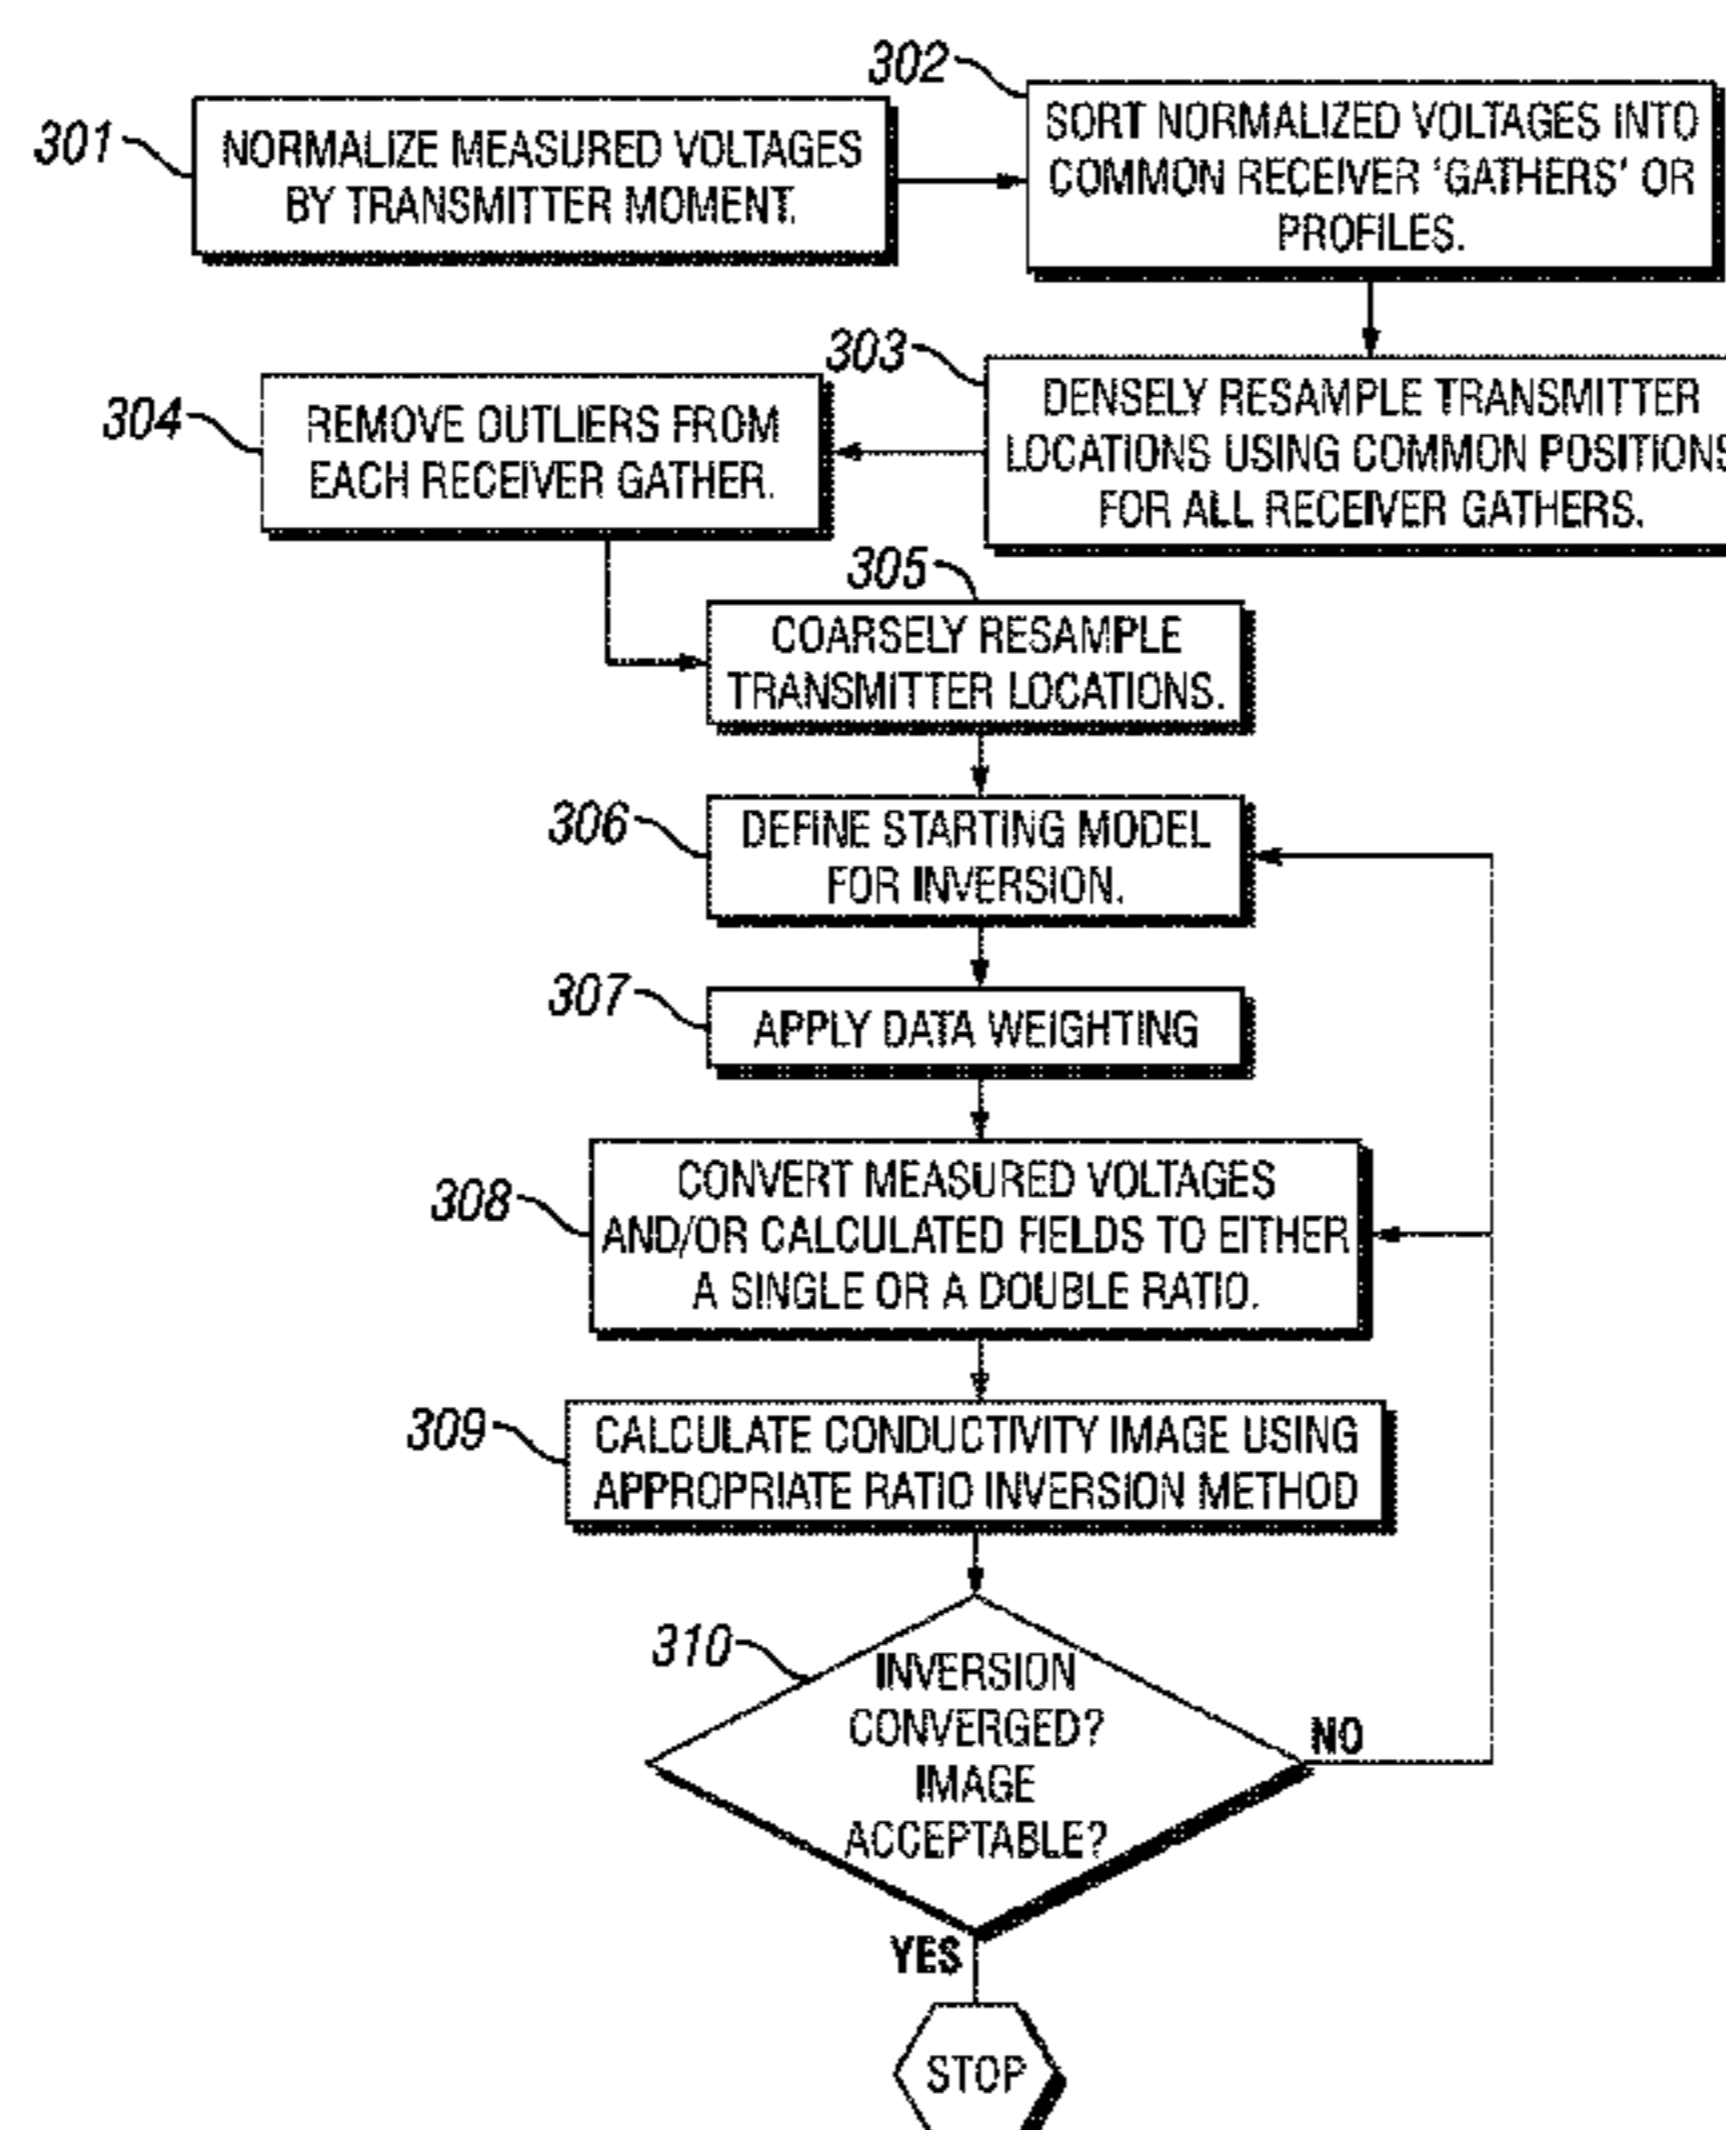 301
NORMALIZE MEASURED VOLTAGES
BY TRANSMITTER MOMENT.
302
SORT NORMALIZED VOLTAGES INTO
COMMON RECEIVER 'GATHERS' OR
PROFILES.
303
DENSELY RESAMPLE TRANSMITTER
LOCATIONS USING COMMON POSITIONS
FOR ALL RECEIVER GATHERS.
304
REMOVE OUTLIERS FROM
EACH RECEIVER GATHER.
305
COARSELY RESAMPLE
TRANSMITTER LOCATIONS.
306
DEFINE STARTING MODEL
FOR INVERSION.
307
APPLY DATA WEIGHTING
308
CONVERT MEASURED VOLTAGES
AND/OR CALCULATED FIELDS TO EITHER
A SINGLE OR A DOUBLE RATIO.
309
CALCULATE CONDUCTIVITY IMAGE USING
APPROPRIATE RATIO INVERSION METHOD
310
INVERSION
CONVERGED?
IMAGE
ACCEPTABLE?
NO
YES
STOP